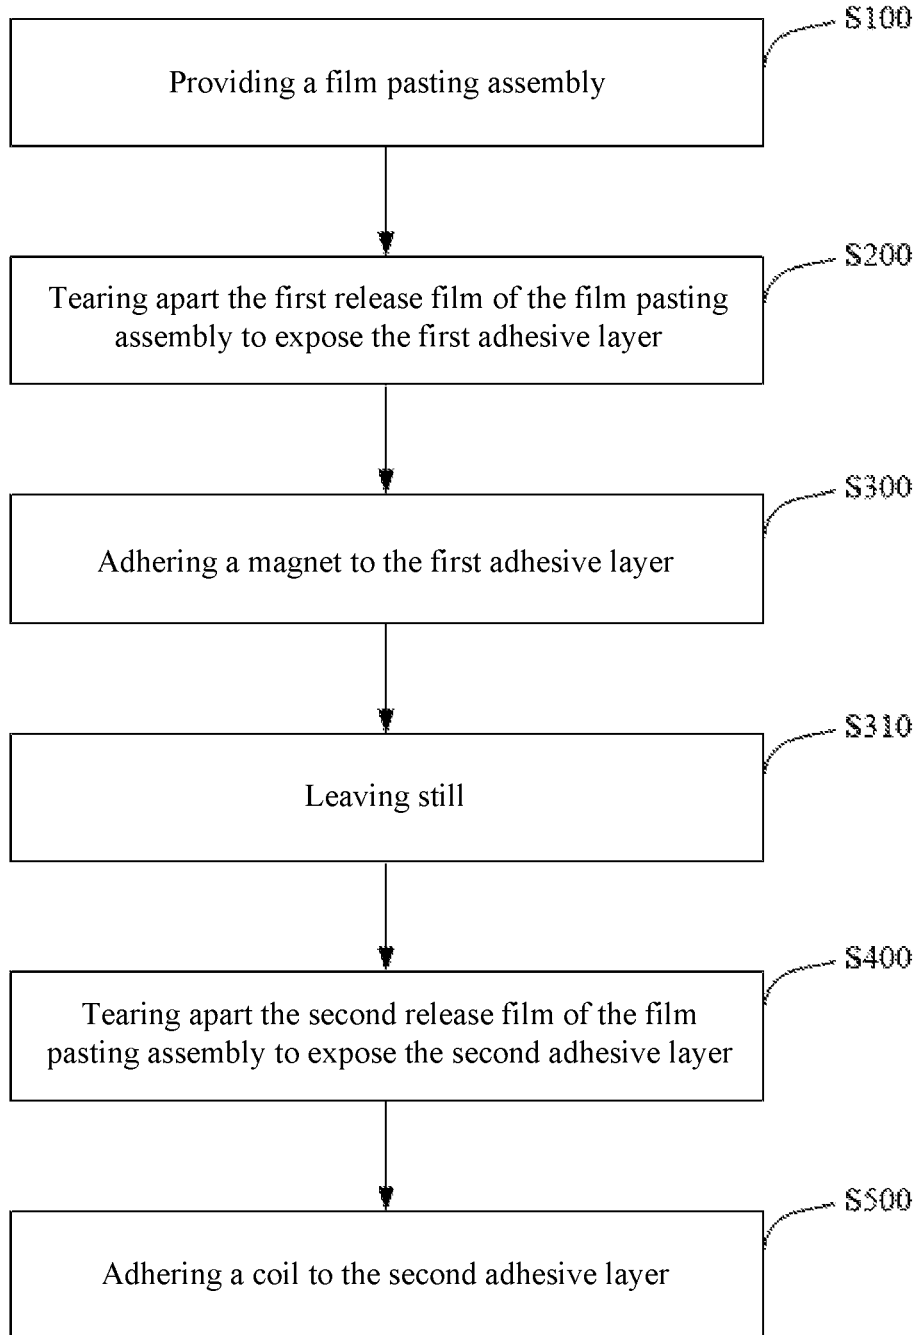 S100
Providing a film pasting assembly
S200
Tearing apart the first release film of the film pasting
assembly to expose the first adhesive layer
S300
Adhering a magnet to the first adhesive layer
S310
Leaving still
S400
Tearing apart the second release film of the film
pasting assembly to expose the second adhesive layer
S500
Adhering a coil to the second adhesive layer